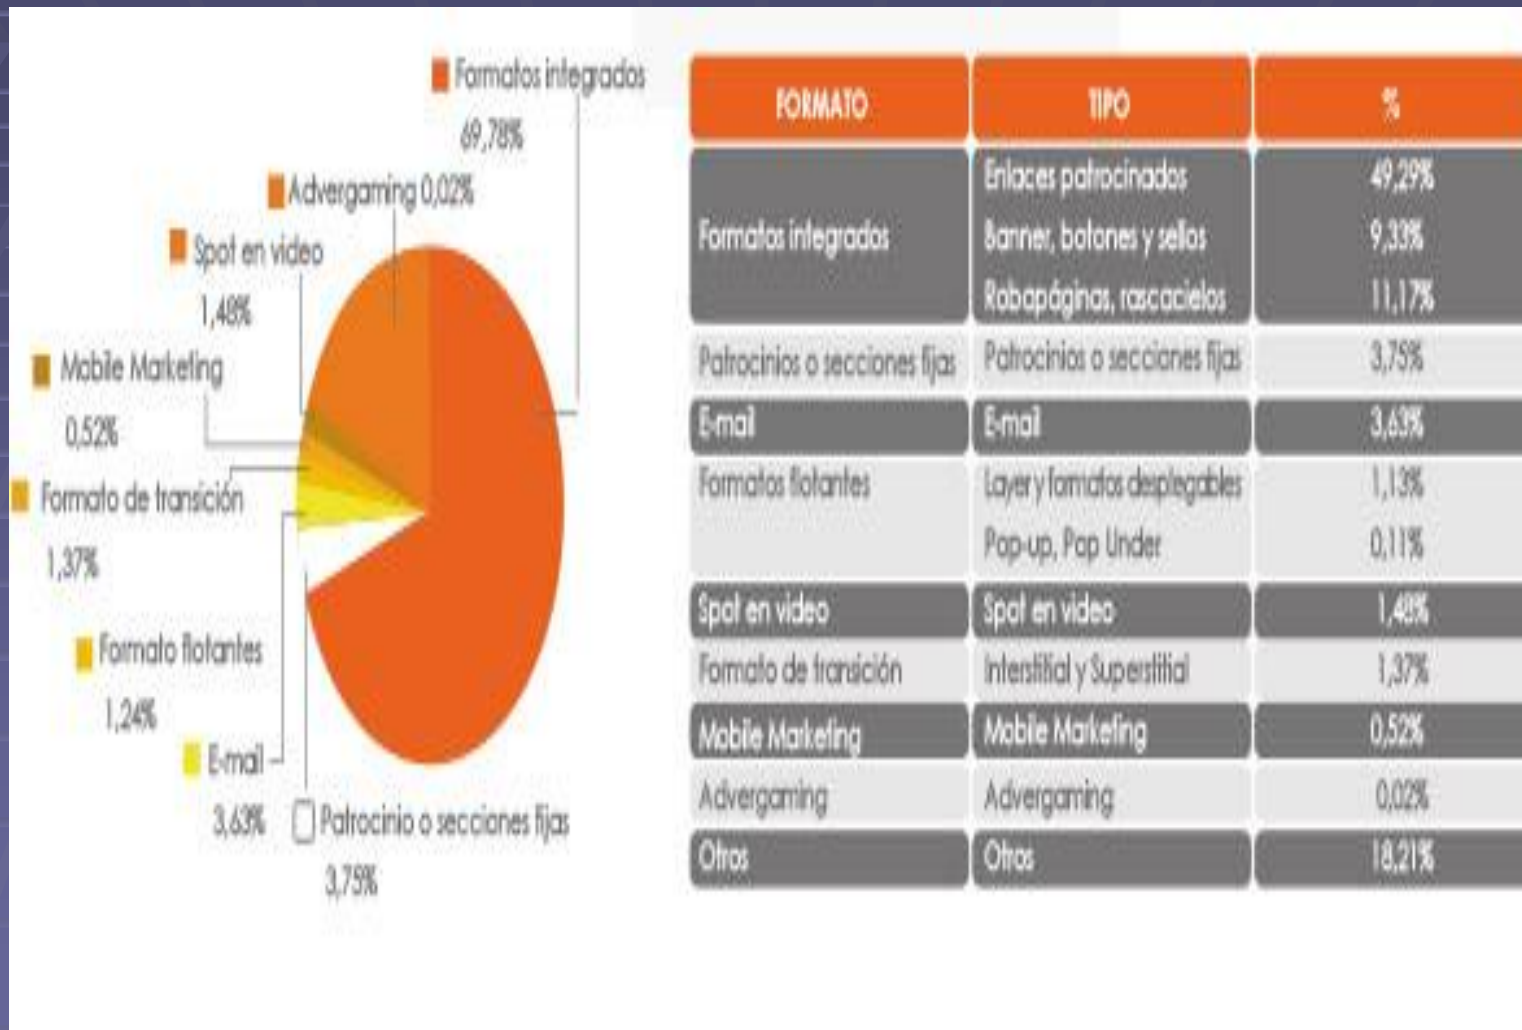 Formatos integrados
69,78%
Advergaming 0,02%
Spot en video
1,48%
Mobile Marketing
0,52%
Formato de transición
1,37%
Formato flotantes
1,24%
E-mail
3,63%
Patrocinio o secciones fijas
3,75%
FORMATO TIPO %
Formatos integrados
Enlaces patrocinados 49,29%
Banner, botones y sellos 9,33%
Robapáginas, rascacielos 11,17%
Patrocinios o secciones fijas Patrocinios o secciones fijas 3,75%
E-mail E-mail 3,63%
Formatos flotantes Layer y formatos desplegables 1,13%
Pop-up, Pop Under 0,11%
Spot en video Spot en video 1,48%
Formato de transición Interstitial y Superstitial 1,37%
Mobile Marketing Mobile Marketing 0,52%
Advergaming Advergaming 0,02%
Otros Otros 18,21%